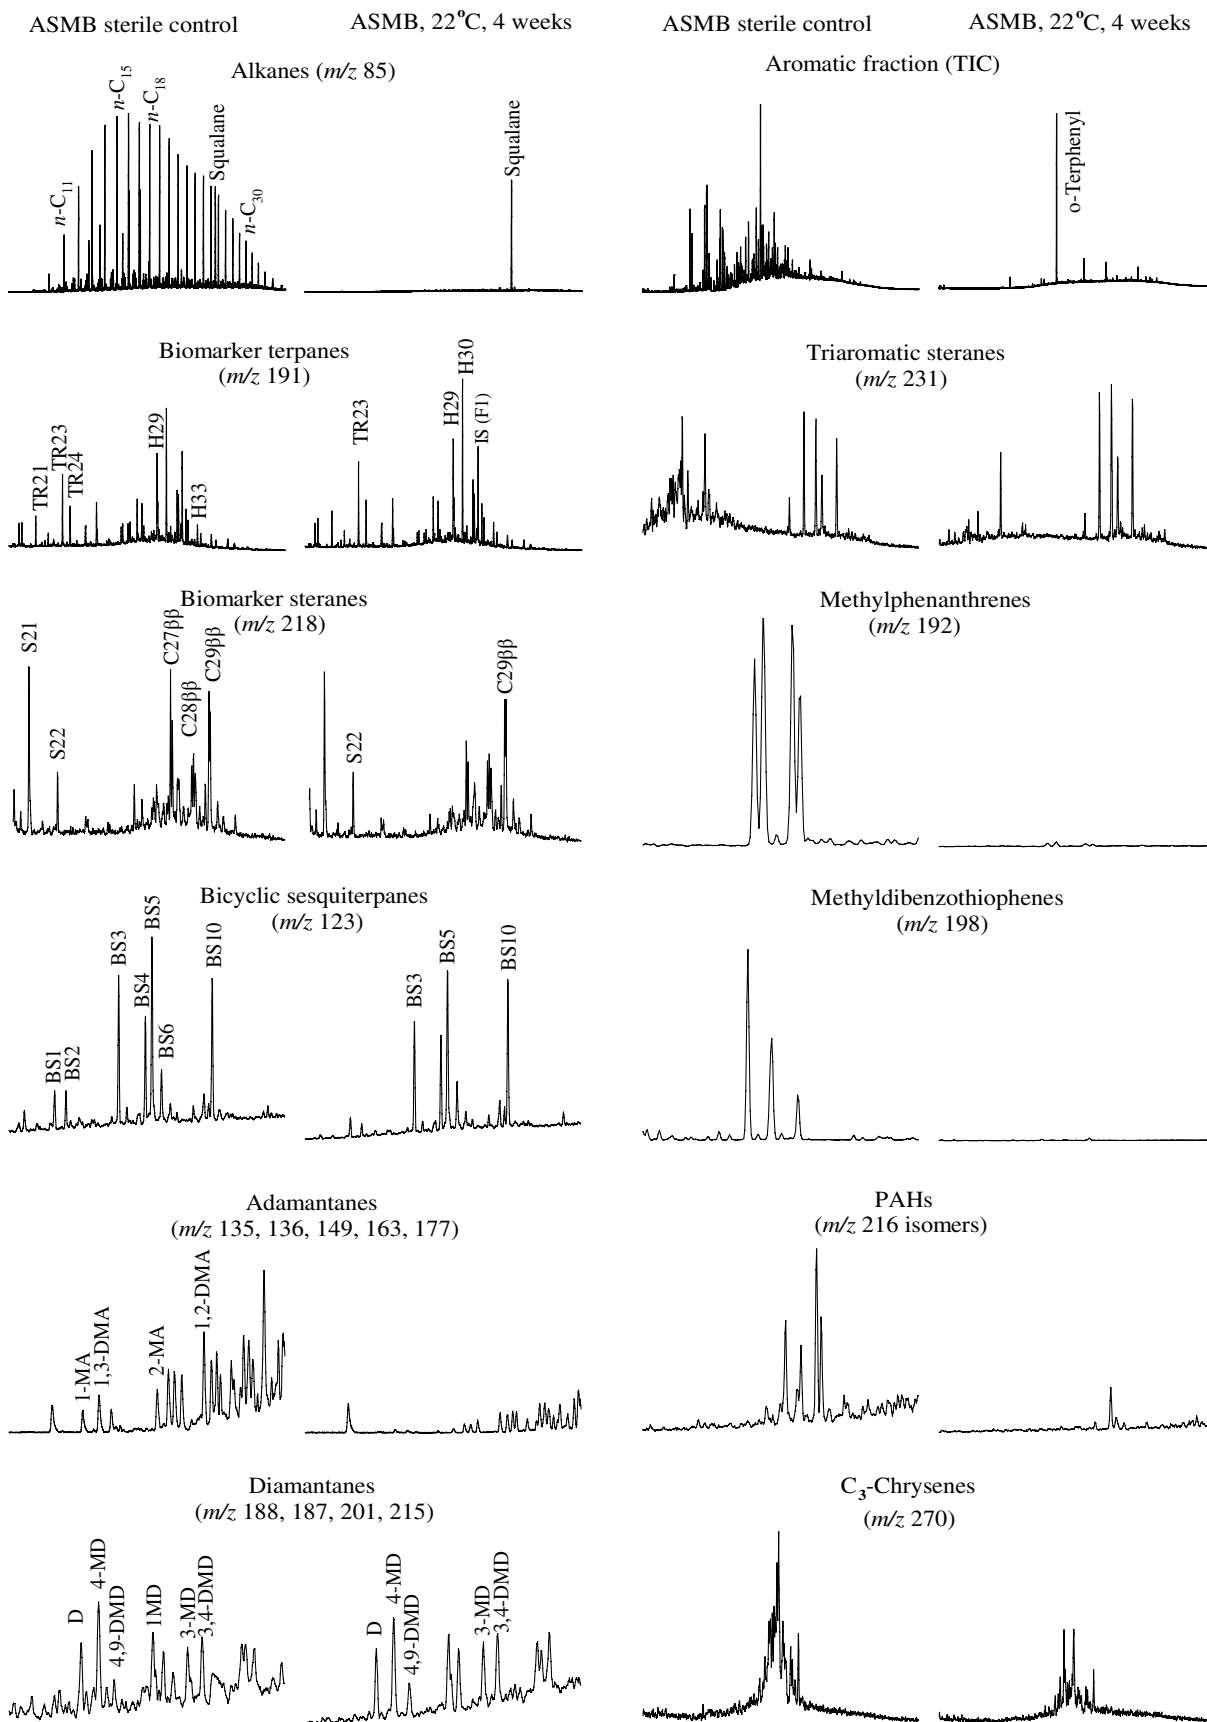 ASMB sterile control
ASMB, 22°C, 4 weeks
ASMB sterile control
ASMB, 22°C, 4 weeks
Alkanes (m/z 85)
n-C11
n-C15
n-C18
Squalane
n-C30
Squalane
Aromatic fraction (TIC)
o-Terphenyl
Biomarker terpanes
(m/z 191)
TR21
TR23
TR24
H29
H33
TR23
H29
H30
IS (F1)
Triaromatic steranes
(m/z 231)
Biomarker steranes
(m/z 218)
S21
S22
C27ββ
C28ββ
C29ββ
S22
C29ββ
Methylphenanthrenes
(m/z 192)
Bicyclic sesquiterpanes
(m/z 123)
BS1
BS2
BS3
BS4
BS5
BS6
BS10
BS3
BS5
BS10
Methyldibenzothiophenes
(m/z 198)
Adamantanes
(m/z 135, 136, 149, 163, 177)
1-MA
1,3-DMA
2-MA
1,2-DMA
PAHs
(m/z 216 isomers)
Diamantanes
(m/z 188, 187, 201, 215)
D
4-MD
4,9-DMD
1MD
3-MD
3,4-DMD
D
4-MD
4,9-DMD
3-MD
3,4-DMD
C3-Chrysenes
(m/z 270)